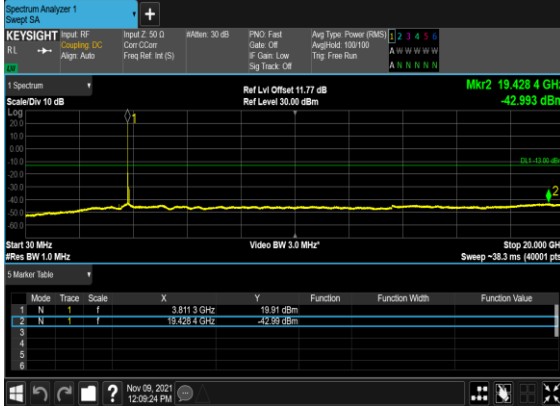 Spectrum Analyzer 1
Swept SA
+
KEYSIGHT
RL
Input: RF
Coupling: DC
Align: Auto
Input Z: 50 Ω
Corr CCorr
Freq Ref: Int (S)
#Atten: 30 dB
PNO: Fast
Gate: Off
IF Gain: Low
Sig Track: Off
Avg Type: Power (RMS)
Avg|Hold: 100/100
Trig: Free Run
1 2 3 4 5 6
A W W W W W
A N N N N N
1 Spectrum
Scale/Div 10 dB
Ref Lvl Offset 11.77 dB
Ref Level 30.00 dBm
Mkr2 19.428 4 GHz
-42.993 dBm
Log
20.0
10.0
0.00
-10.0
-20.0
-30.0
-40.0
-50.0
-60.0
1
DL1 -13.00 dBm
2
Start 30 MHz
#Res BW 1.0 MHz
Video BW 3.0 MHz*
Stop 20.000 GH
Sweep ~38.3 ms (40001 pts
5 Marker Table
Mode Trace Scale X Y Function Function Width Function Value
1 N 1 f 3.811 3 GHz 19.91 dBm
2 N 1 f 19.428 4 GHz -42.99 dBm
3
4
5
6
?
Nov 09, 2021
12:09:24 PM